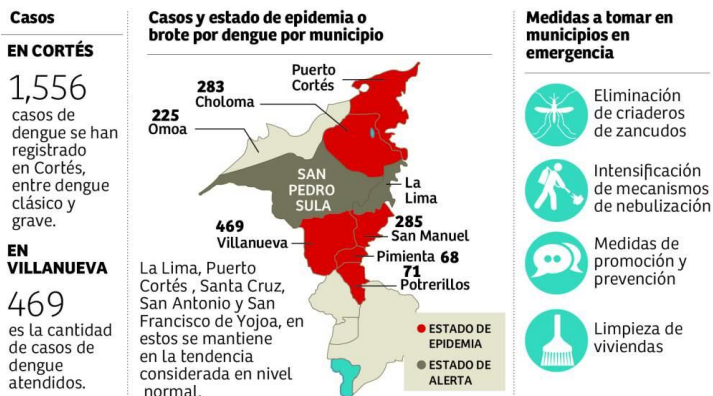 Casos
EN CORTÉS
1,556
casos de
dengue se han
registrado
en Cortés,
entre dengue
clásico y
grave.
EN
VILLANUEVA
469
es la cantidad
de casos de
dengue
atendidos.
Casos y estado de epidemia o
brote por dengue por municipio
Puerto
Cortés
283
Choloma
225
Omoa
SAN
PEDRO
SULA
La
Lima
469
Villanueva
285
San Manuel
Pimienta 68
71
Potrerillos
La Lima, Puerto
Cortés , Santa Cruz,
San Antonio y San
Francisco de Yojoa, en
estos se mantiene
en la tendencia
considerada en nivel
normal.
ESTADO DE
EPIDEMIA
ESTADO DE
ALERTA
Medidas a tomar en
municipios en
emergencia
Eliminación
de criaderos
de zancudos
Intensificación
de mecanismos
de nebulización
Medidas de
promoción y
prevención
Limpieza de
viviendas